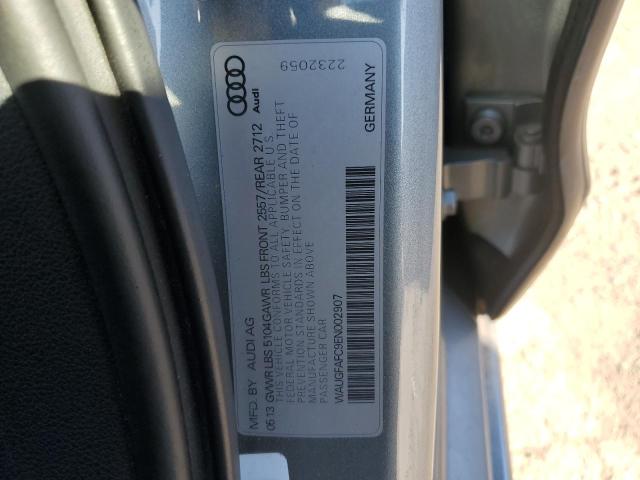 MFD. BY AUDI AG
05·13 GVWR LBS 5104 GAWR LBS FRONT 2557/REAR 2712
THIS VEHICLE CONFORMS TO ALL APPLICABLE U.S.
FEDERAL MOTOR VEHICLE SAFETY, BUMPER AND THEFT
PREVENTION STANDARDS IN EFFECT ON THE DATE OF
MANUFACTURE SHOWN ABOVE
PASSENGER CAR
WAUGFAFC9EN002907
GERMANY
Audi
2232059